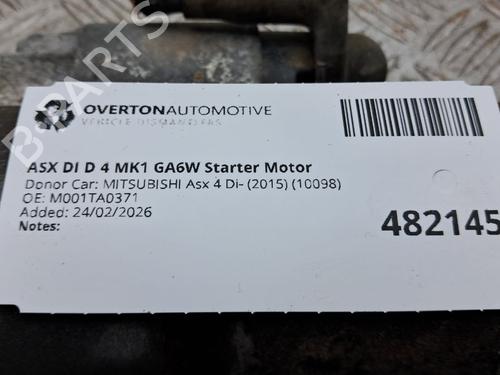 B-PARTS
OVERTONAUTOMOTIVE
VEHICLE DISMANTLERS
ASX DI D 4 MK1 GA6W Starter Motor
Donor Car: MITSUBISHI Asx 4 Di- (2015) (10098)
OE: M001TA0371
Added: 24/02/2026
Notes:
482145